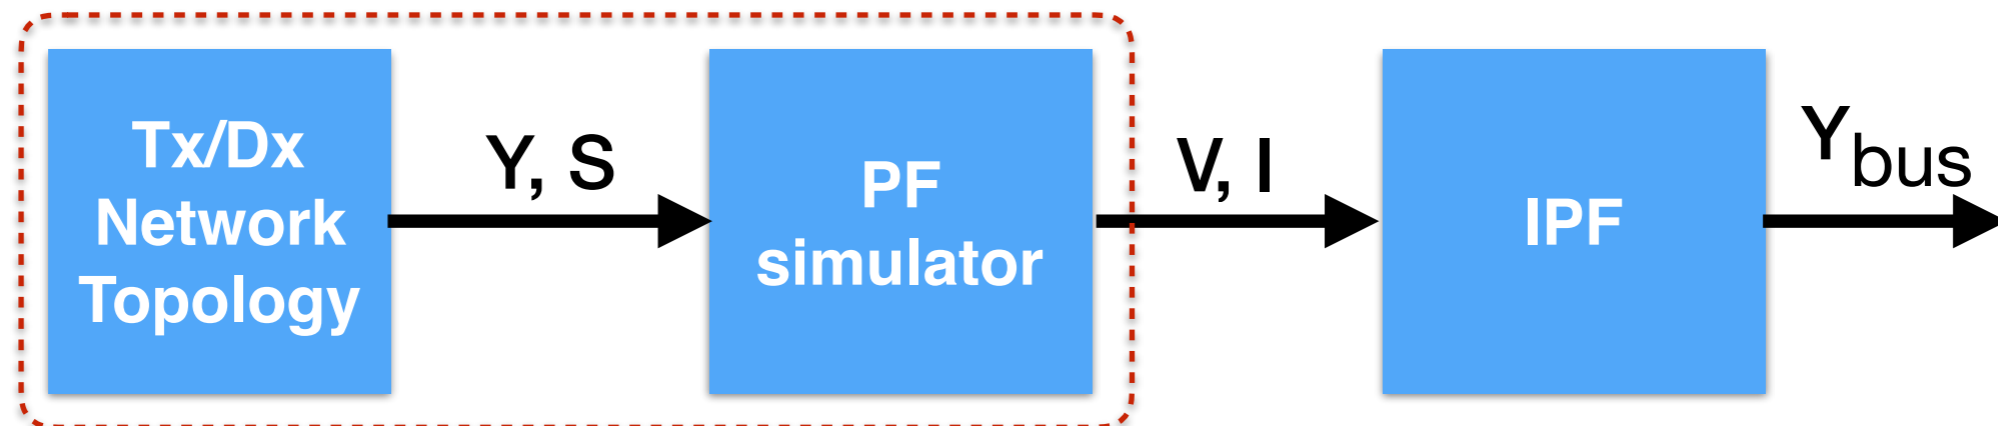 Tx/Dx
Network
Topology
Y, S
PF
simulator
V, I
IPF
Ybus